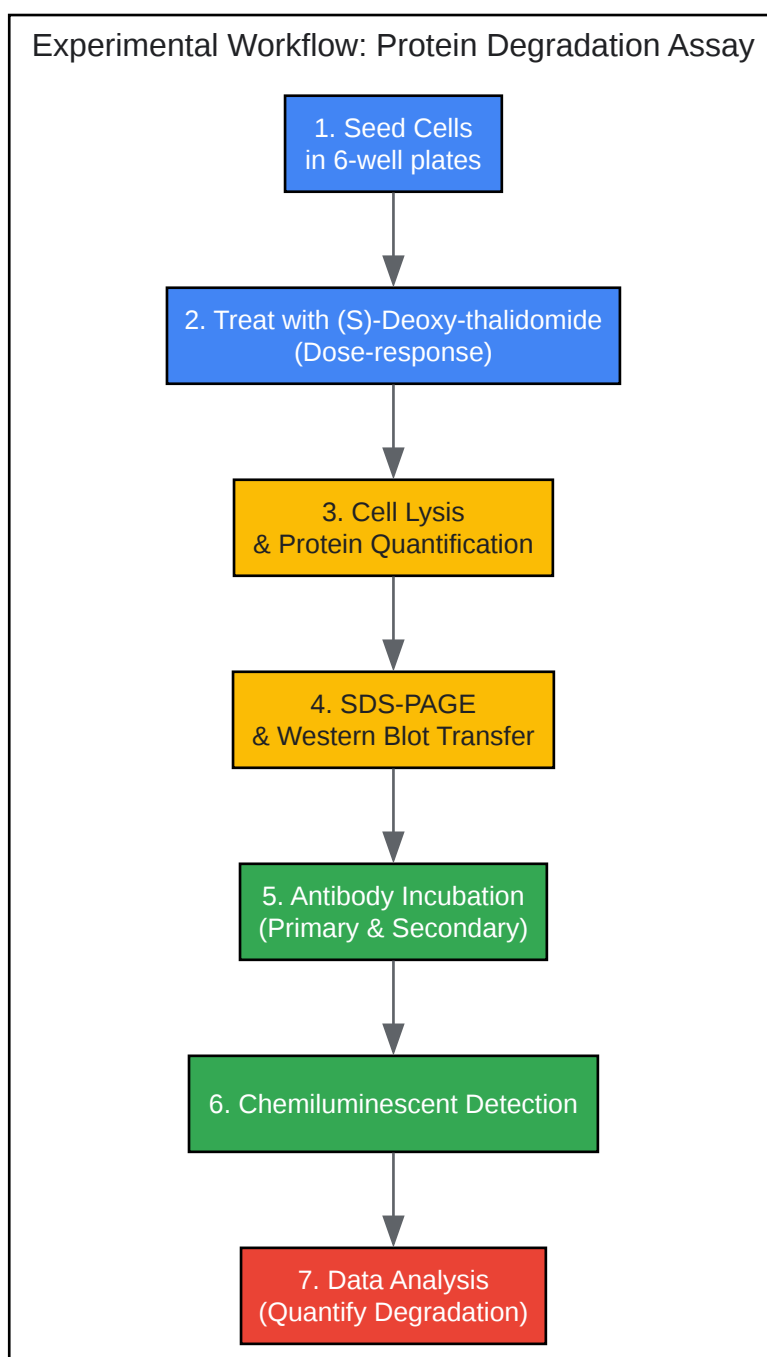 Experimental Workflow: Protein Degradation Assay
1. Seed Cells
in 6-well plates
2. Treat with (S)-Deoxy-thalidomide
(Dose-response)
3. Cell Lysis
& Protein Quantification
4. SDS-PAGE
& Western Blot Transfer
5. Antibody Incubation
(Primary & Secondary)
6. Chemiluminescent Detection
7. Data Analysis
(Quantify Degradation)